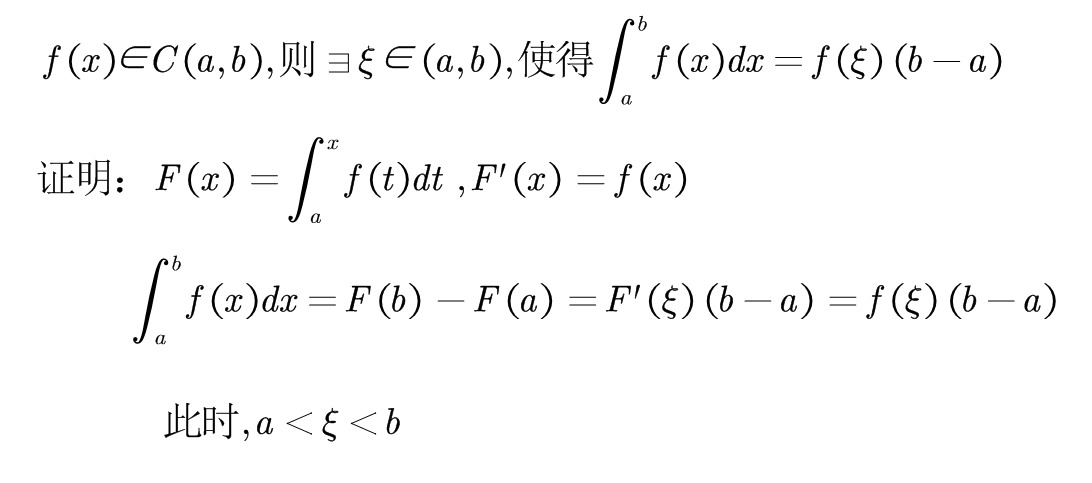 f(x)∈C(a,b),则∃ξ∈(a,b),使得∫_a^b f(x)dx=f(ξ)(b−a)
证明：F(x)=∫_a^x f(t)dt ,F′(x)=f(x)
∫_a^b f(x)dx=F(b)−F(a)=F′(ξ)(b−a)=f(ξ)(b−a)
此时,a<ξ<b